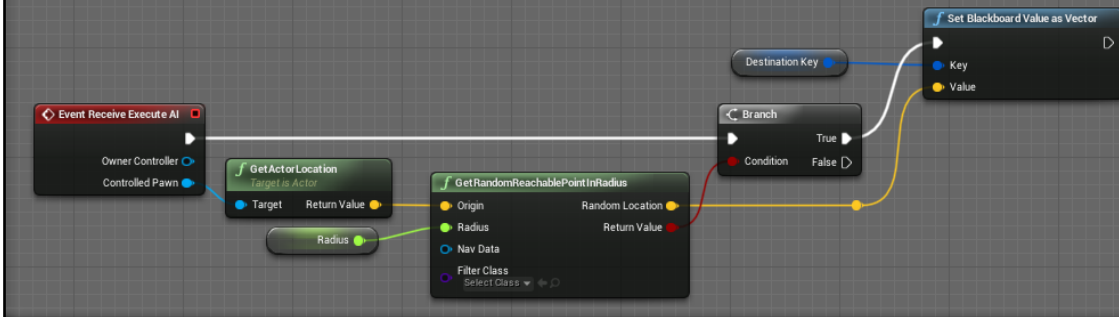 Set Blackboard Value as Vector
Destination Key
Key
Value
Event Receive Execute AI
Branch
True
Owner Controller
Condition
False
Controlled Pawn
GetActorLocation
Target is Actor
Target
Return Value
GetRandomReachablePointInRadius
Origin
Random Location
Radius
Radius
Return Value
Nav Data
Filter Class
Select Class